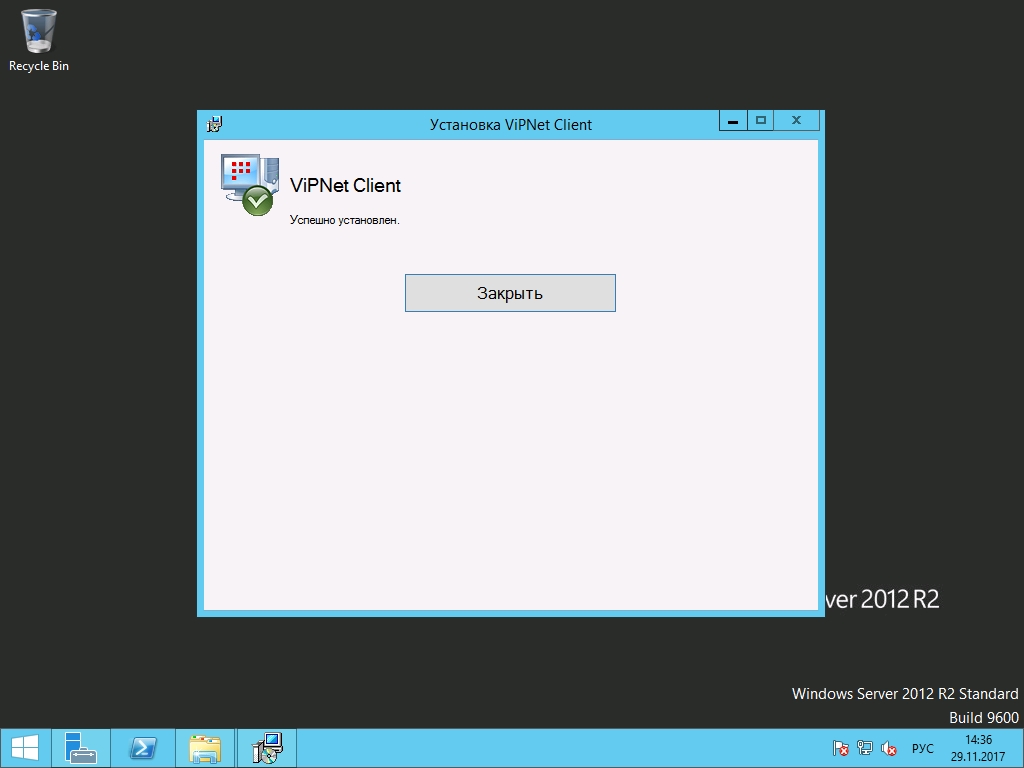 Recycle Bin
Установка ViPNet Client
ViPNet Client
Успешно установлен.
Закрыть
ver 2012 R2
Windows Server 2012 R2 Standard
Build 9600
РУС
14:36
29.11.2017